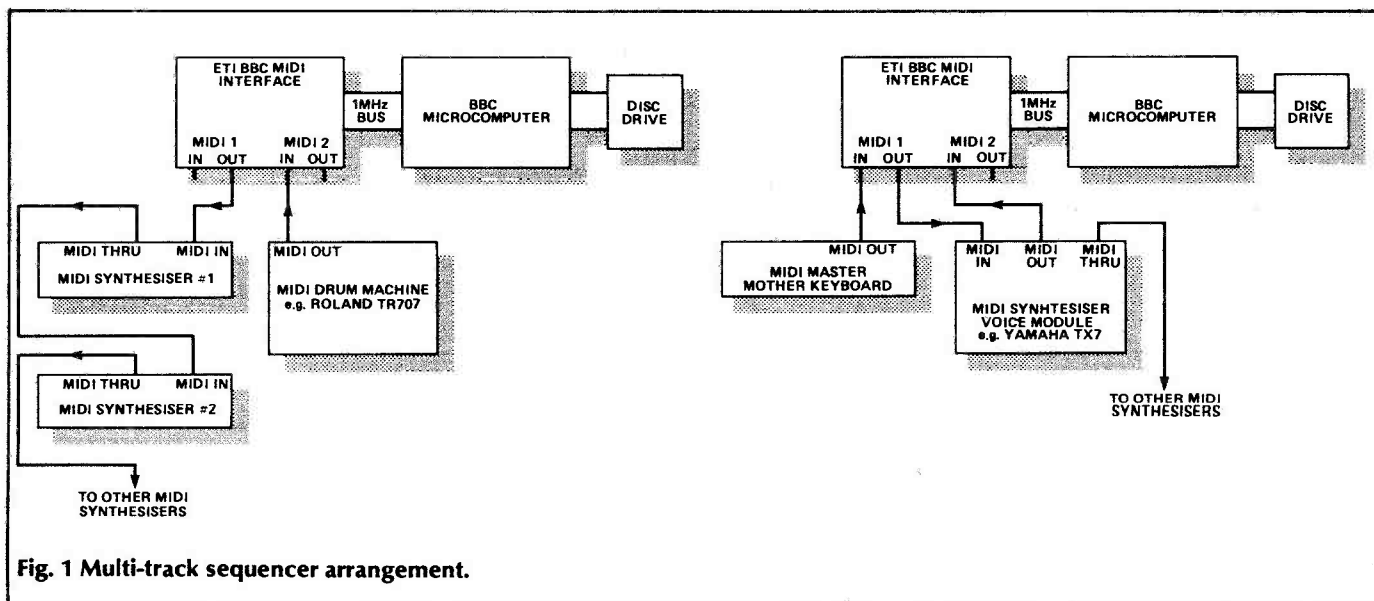 ETI BBC MIDI
INTERFACE
MIDI 1 MIDI 2
IN OUT IN OUT
1MHz
BUS
BBC
MICROCOMPUTER
DISC
DRIVE
MIDI THRU MIDI IN
MIDI SYNTHESISER #1
MIDI OUT
MIDI DRUM MACHINE
e.g. ROLAND TR707
MIDI THRU MIDI IN
MIDI SYNTHESISER #2
TO OTHER MIDI
SYNTHESISERS
ETI BBC MIDI
INTERFACE
MIDI 1 MIDI 2
IN OUT IN OUT
1MHz
BUS
BBC
MICROCOMPUTER
DISC
DRIVE
MIDI OUT
MIDI MASTER
MOTHER KEYBOARD
MIDI MIDI MIDI
IN OUT THRU
MIDI SYNHTESISER
VOICE MODULE
e.g. YAMAHA TX7
TO OTHER MIDI
SYNTHESISERS
Fig. 1 Multi-track sequencer arrangement.